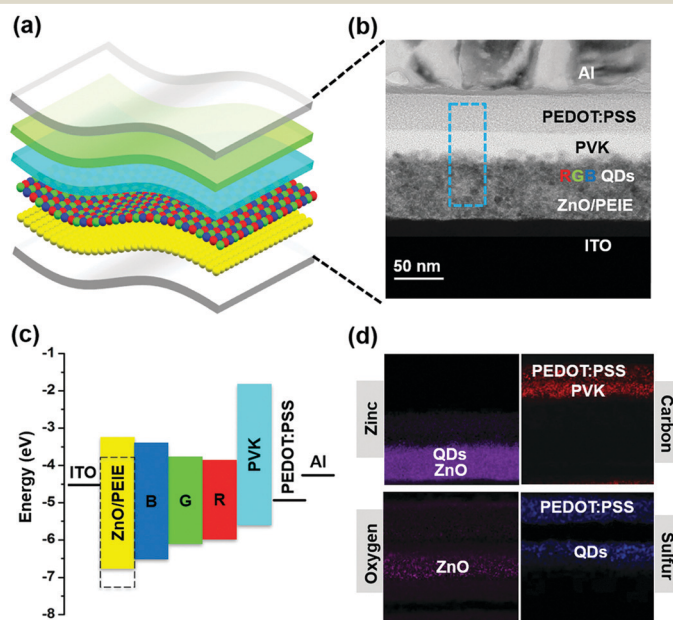 (a)
(b)
Al
PEDOT:PSS
PVK
RGB QDs
ZnO/PEIE
ITO
50 nm
(c)
Energy (eV)
-1
-2
-3
-4
-5
-6
-7
-8
ITO
ZnO/PEIE
B
G
R
PVK
PEDOT:PSS
Al
(d)
Zinc
QDs
ZnO
PEDOT:PSS
PVK
Carbon
Oxygen
ZnO
PEDOT:PSS
QDs
Sulfur